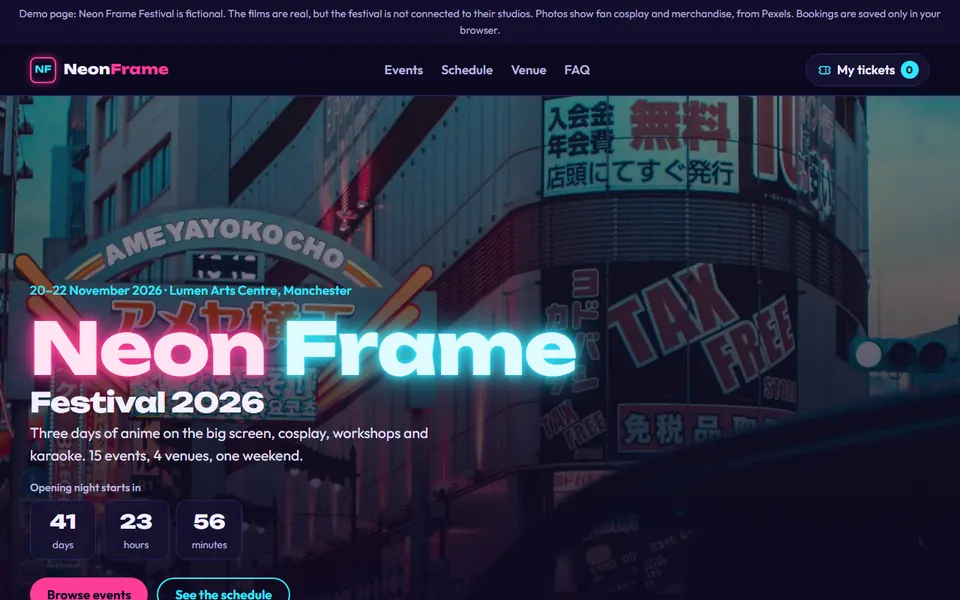 Demo page: Neon Frame Festival is fictional. The films are real, but the festival is not connected to their studios. Photos show fan cosplay and merchandise, from Pexels. Bookings are saved only in your
browser.
NF NeonFrame
Events
Schedule
Venue
FAQ
My tickets 0
入会金
年会費
無料
店頭にてすぐ発行
AMEYAYOKOCHO
20–22 November 2026 · Lumen Arts Centre, Manchester
アメヤ横丁
ヨドバ
TAX
FREE
Neon Frame
Festival 2026
TAX
FREE
免税品
Three days of anime on the big screen, cosplay, workshops and
karaoke. 15 events, 4 venues, one weekend.
Opening night starts in
41
days
23
hours
56
minutes
Browse events
See the schedule